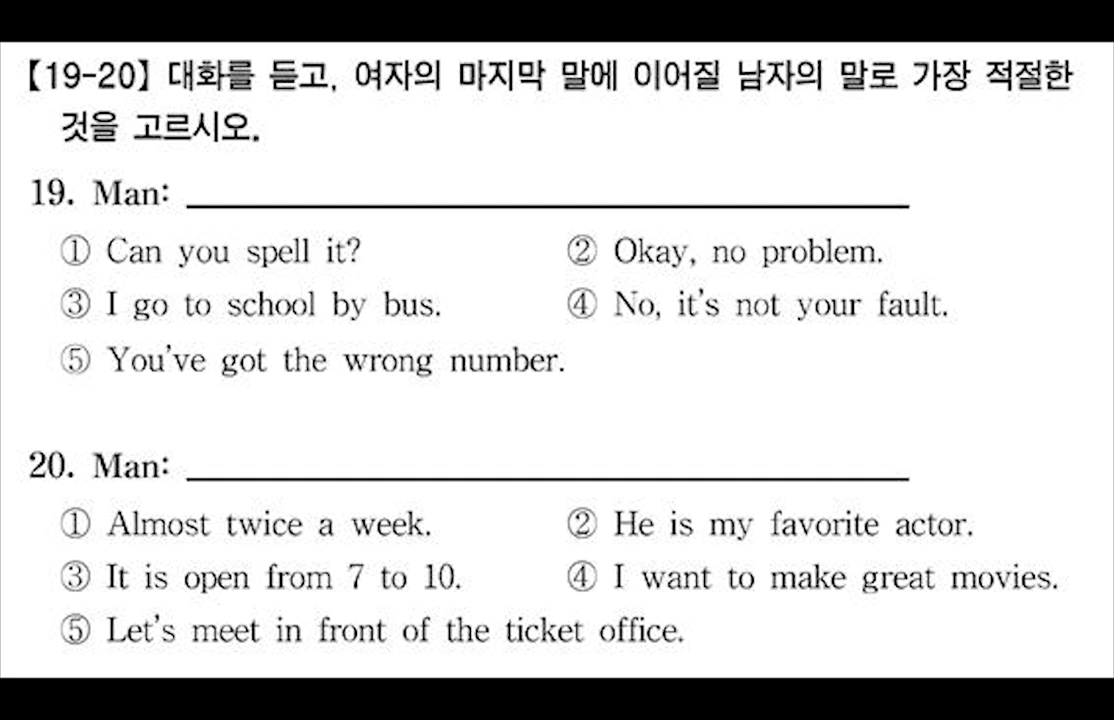 【19-20】 대화를 듣고, 여자의 마지막 말에 이어질 남자의 말로 가장 적절한
것을 고르시오.
19. Man:
① Can you spell it? ② Okay, no problem.
③ I go to school by bus. ④ No, it's not your fault.
⑤ You've got the wrong number.
20. Man:
① Almost twice a week. ② He is my favorite actor.
③ It is open from 7 to 10. ④ I want to make great movies.
⑤ Let's meet in front of the ticket office.